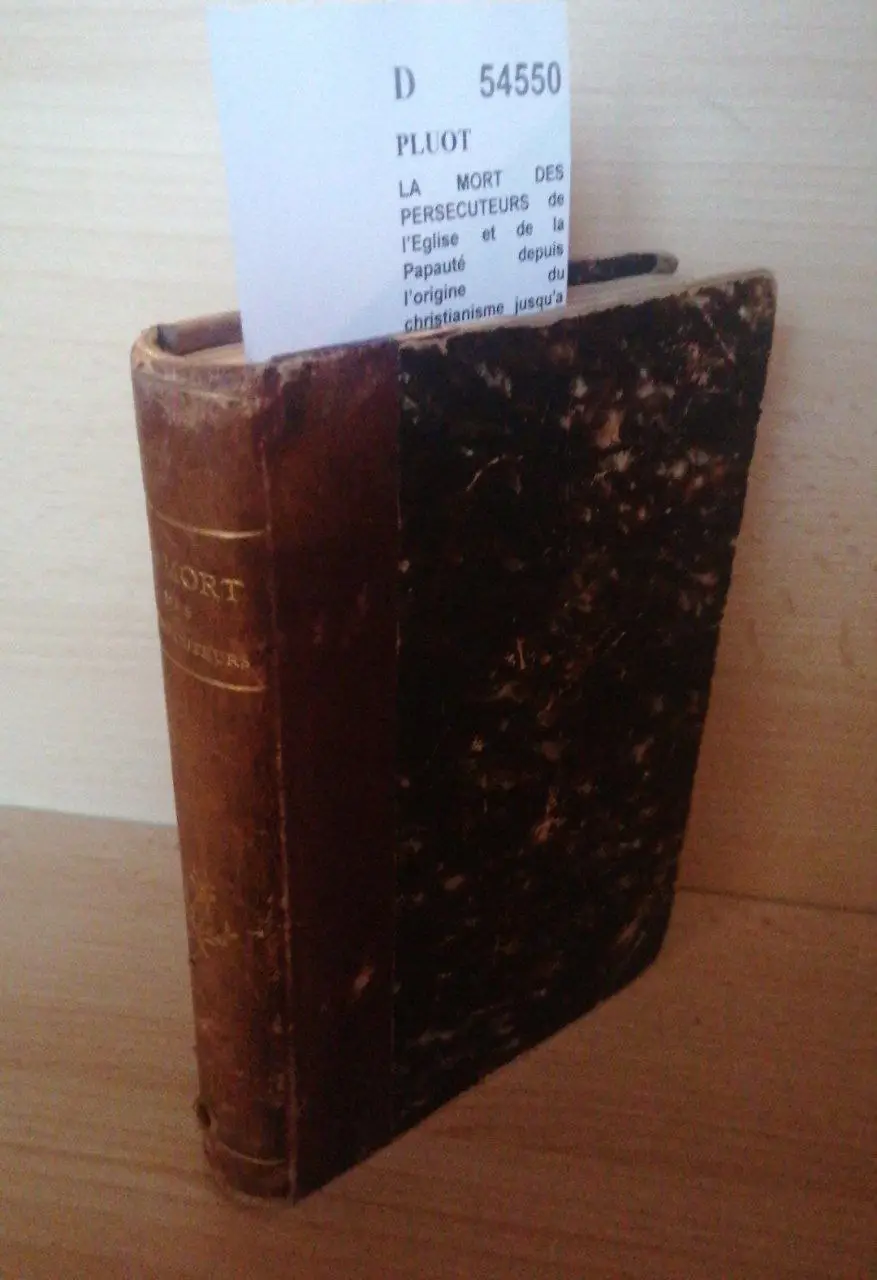 D 54550
PLUOT
LA MORT DES
PERSECUTEURS de
l'Eglise et de la
Papauté depuis
l'origine du
christianisme jusqu'a
MORT